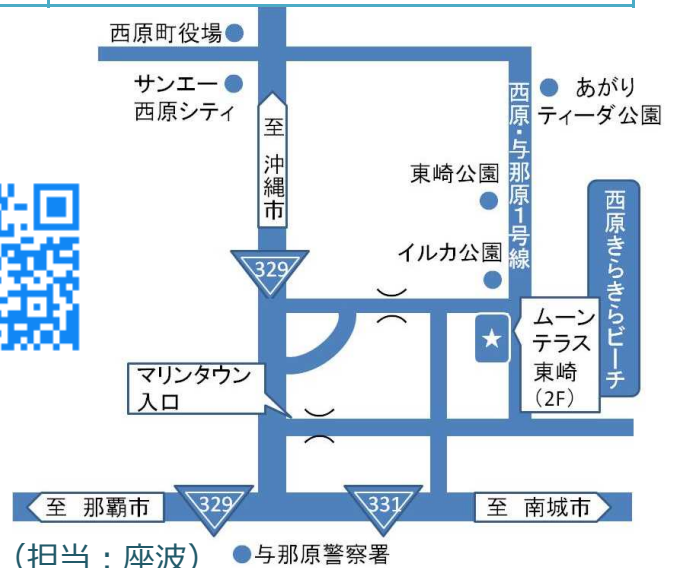 西原町役場
サンエー
西原シティ
至 沖縄市
西原・与那原1号線
あがり
ティーダ公園
東崎公園
イルカ公園
西原きらきらビーチ
329
ムーン
テラス
東崎
(2F)
マリンタウン
入口
至 那覇市
329
331
至 南城市
(担当:座波)
与那原警察署